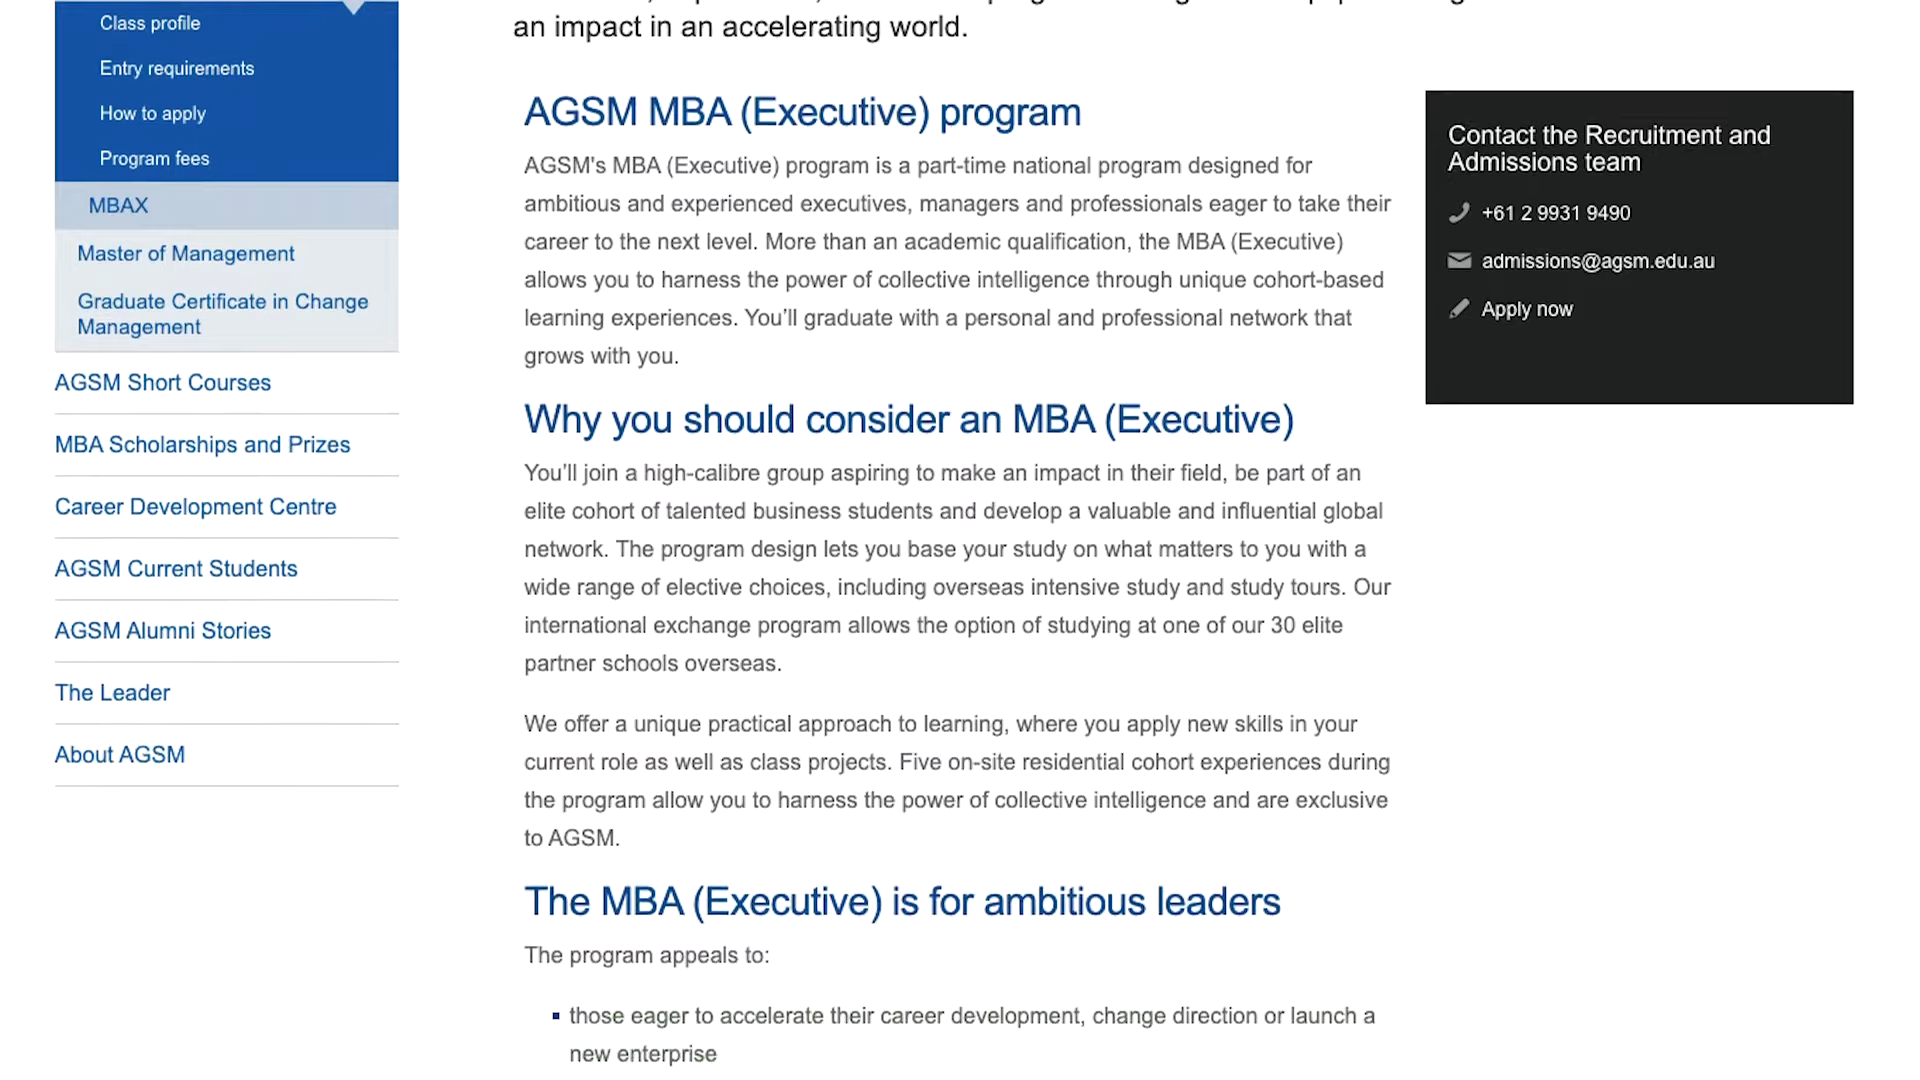 Class profile
Entry requirements
How to apply
Program fees
MBAX
Master of Management
Graduate Certificate in Change
Management
AGSM Short Courses
MBA Scholarships and Prizes
Career Development Centre
AGSM Current Students
AGSM Alumni Stories
The Leader
About AGSM
an impact in an accelerating world.
AGSM MBA (Executive) program
AGSM's MBA (Executive) program is a part-time national program designed for
ambitious and experienced executives, managers and professionals eager to take their
career to the next level. More than an academic qualification, the MBA (Executive)
allows you to harness the power of collective intelligence through unique cohort-based
learning experiences. You’ll graduate with a personal and professional network that
grows with you.
Why you should consider an MBA (Executive)
You’ll join a high-calibre group aspiring to make an impact in their field, be part of an
elite cohort of talented business students and develop a valuable and influential global
network. The program design lets you base your study on what matters to you with a
wide range of elective choices, including overseas intensive study and study tours. Our
international exchange program allows the option of studying at one of our 30 elite
partner schools overseas.
We offer a unique practical approach to learning, where you apply new skills in your
current role as well as class projects. Five on-site residential cohort experiences during
the program allow you to harness the power of collective intelligence and are exclusive
to AGSM.
The MBA (Executive) is for ambitious leaders
The program appeals to:
those eager to accelerate their career development, change direction or launch a
new enterprise
Contact the Recruitment and
Admissions team
+61 2 9931 9490
admissions@agsm.edu.au
Apply now